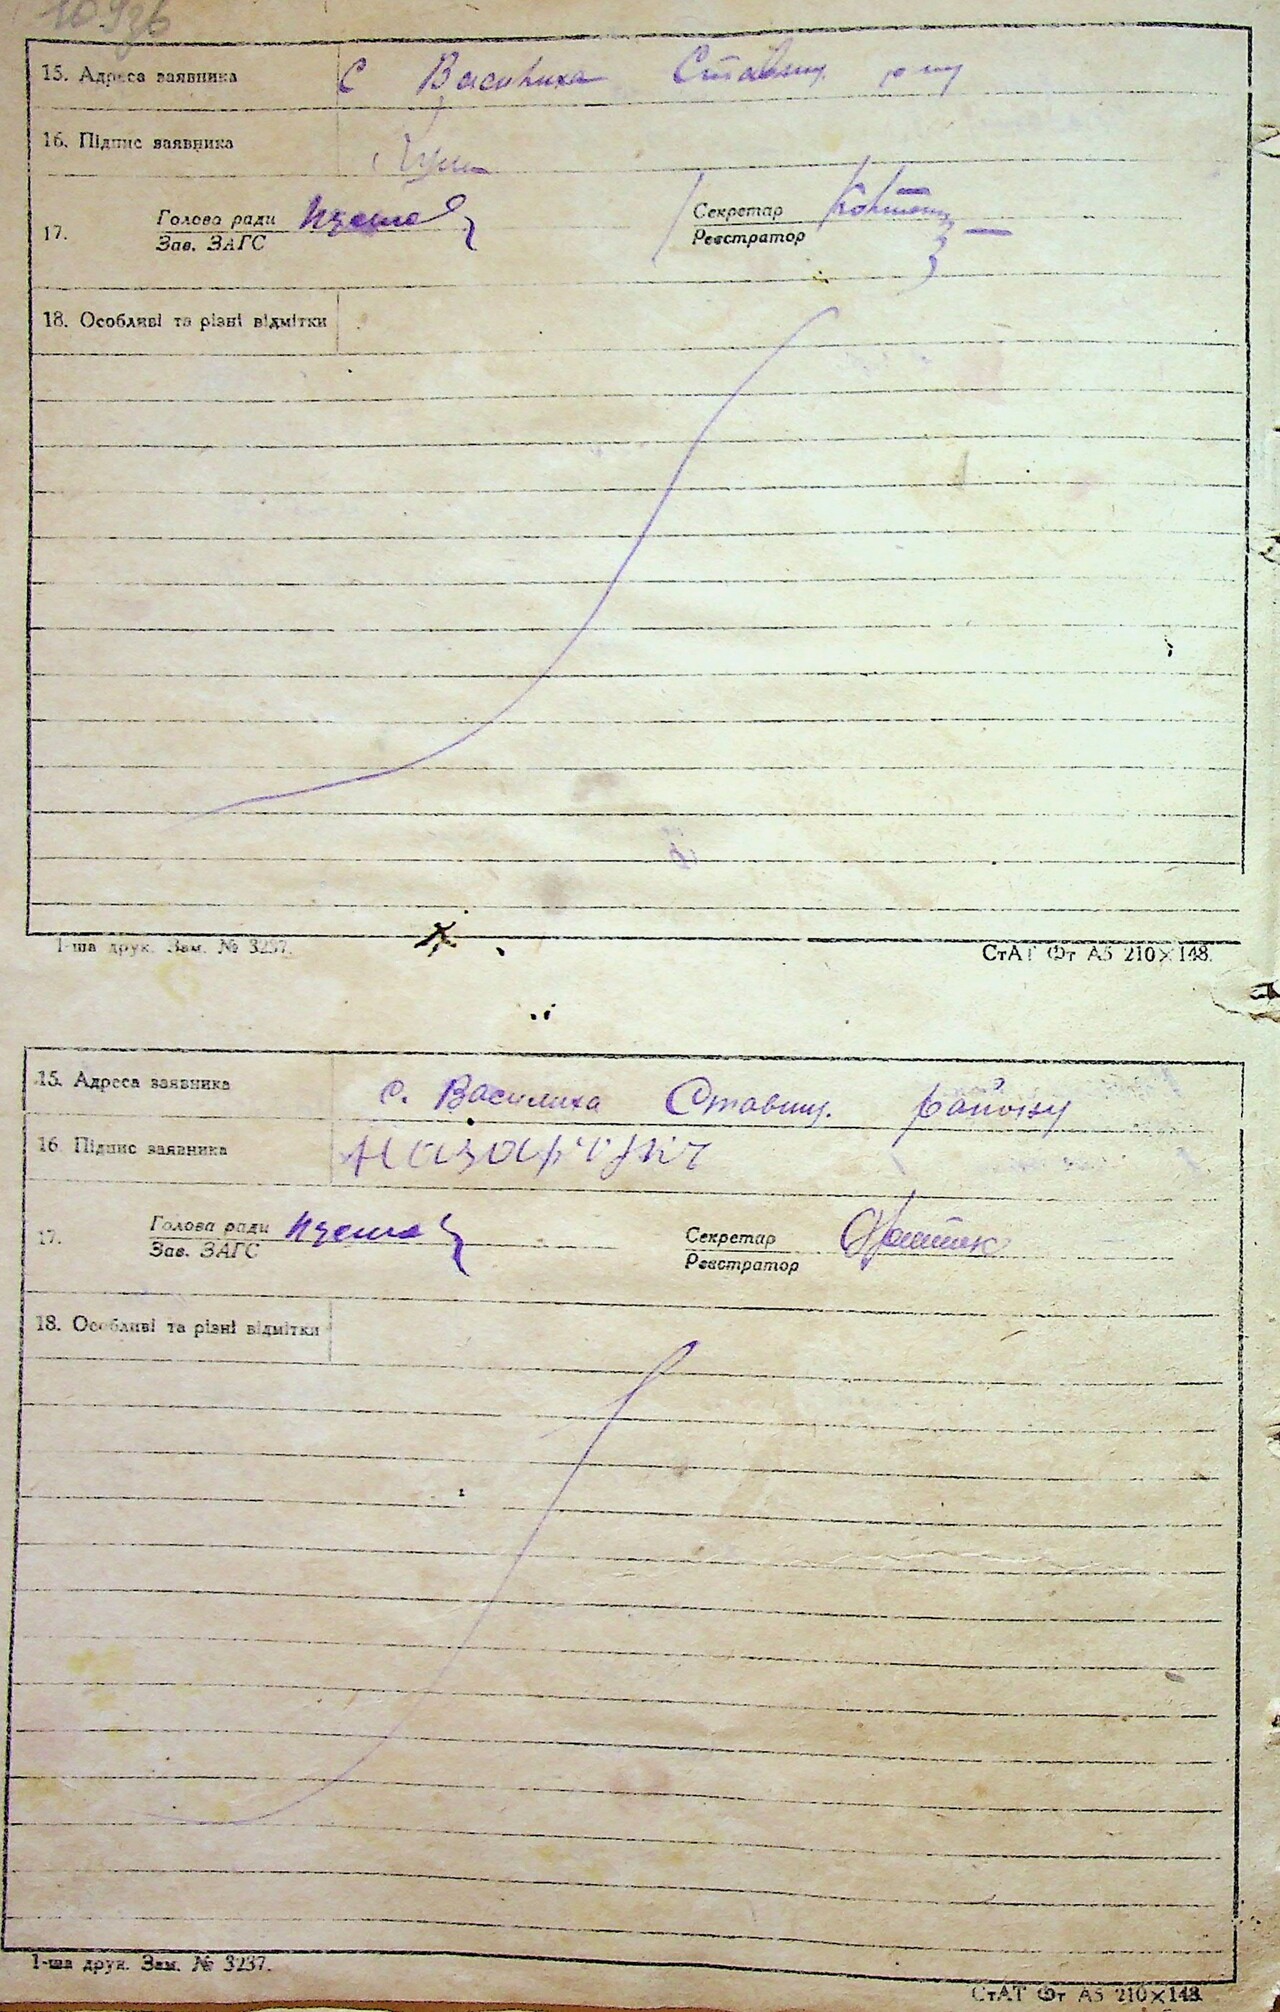 15. Адреса заявника С Василиха Ставищ. р-ну
16. Підпис заявника
17. Голова ради Секретар
Зав. ЗАГС Реєстратор
18. Особливі та різні відмітки
1-ша друк. Зам. № 3237. СтАТ Фт А5 210×148.
15. Адреса заявника с. Василиха Ставищ. району
16. Підпис заявника
17. Голова ради Секретар
Зав. ЗАГС Реєстратор
18. Особливі та різні відмітки
1-ша друк. Зам. № 3237.
СтАТ Фт А5 210×148.